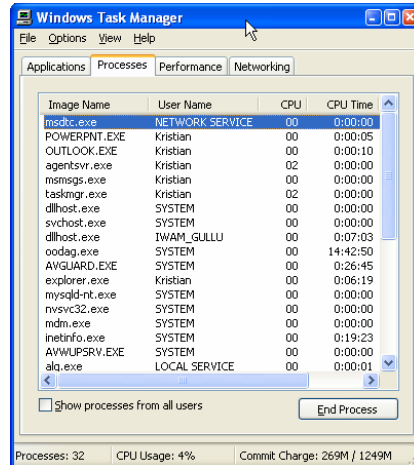 Windows Task Manager
File Options View Help
Applications Processes Performance Networking
Image Name User Name CPU CPU Time
msdtc.exe NETWORK SERVICE 00 0:00:00
POWERPNT.EXE Kristian 00 0:00:05
OUTLOOK.EXE Kristian 00 0:00:10
agentsvr.exe Kristian 02 0:00:00
msmsgs.exe Kristian 00 0:00:00
taskmgr.exe Kristian 02 0:00:00
dllhost.exe SYSTEM 00 0:00:00
svchost.exe SYSTEM 00 0:00:00
dllhost.exe IWAM_GULLU 00 0:07:03
oodag.exe SYSTEM 00 14:42:50
AVGUARD.EXE SYSTEM 00 0:26:45
explorer.exe Kristian 00 0:06:19
mysqld-nt.exe SYSTEM 00 0:00:00
nvsvc32.exe SYSTEM 00 0:00:00
mdm.exe SYSTEM 00 0:00:00
inetinfo.exe SYSTEM 00 0:19:23
AVWUPSRV.EXE SYSTEM 00 0:00:00
alg.exe LOCAL SERVICE 00 0:00:01
Show processes from all users End Process
Processes: 32 CPU Usage: 4% Commit Charge: 269M / 1249M